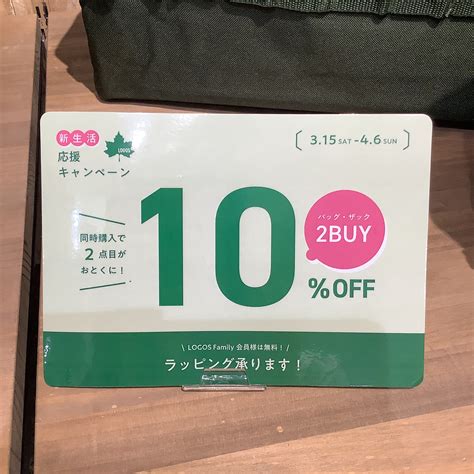 新生活
応援
キャンペーン
LOGOS
[ 3.15 SAT -4.6 SUN ]
同時購入で
2点目が
おとくに!
10
%OFF
バッグ・ザック
2BUY
\ LOGOS Family 会員様は無料! /
ラッピング承ります!